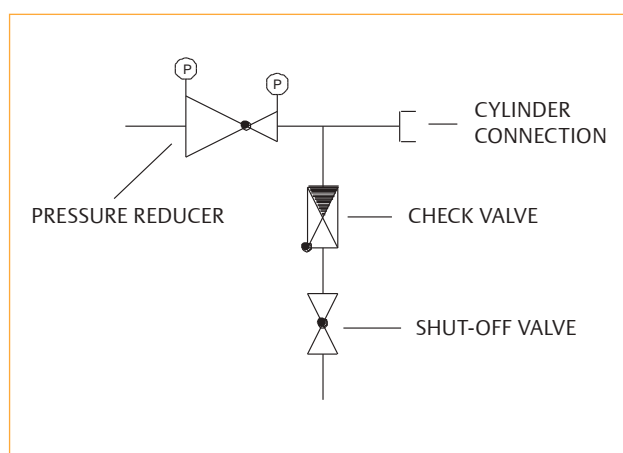 P
P
CYLINDER
CONNECTION
PRESSURE REDUCER
CHECK VALVE
SHUT-OFF VALVE